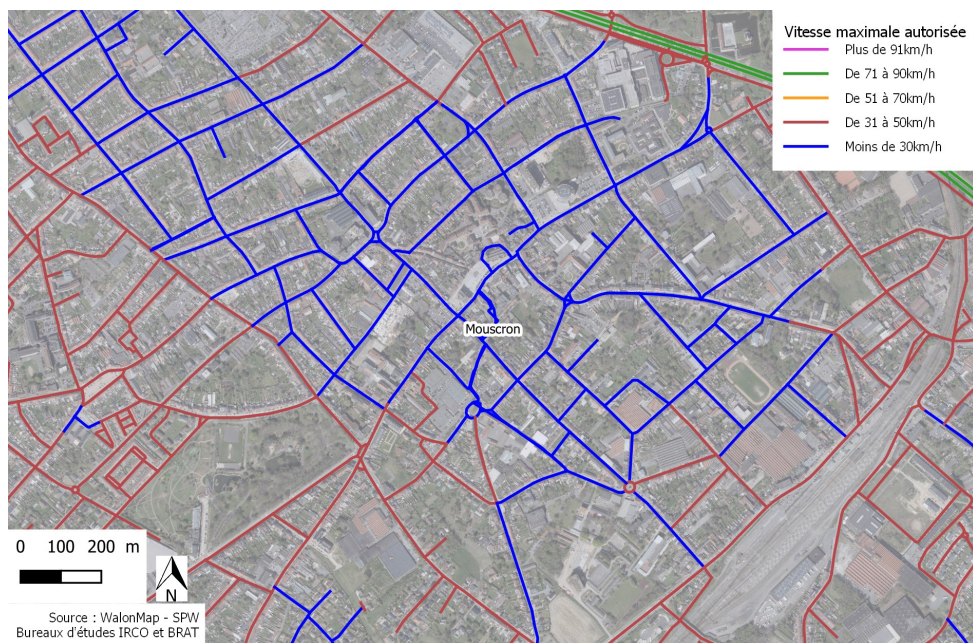 Vitesse maximale autorisée
Plus de 91km/h
De 71 à 90km/h
De 51 à 70km/h
De 31 à 50km/h
Moins de 30km/h
Mouscron
0 100 200 m
N
Source : WalonMap - SPW
Bureaux d'études IRCO et BRAT